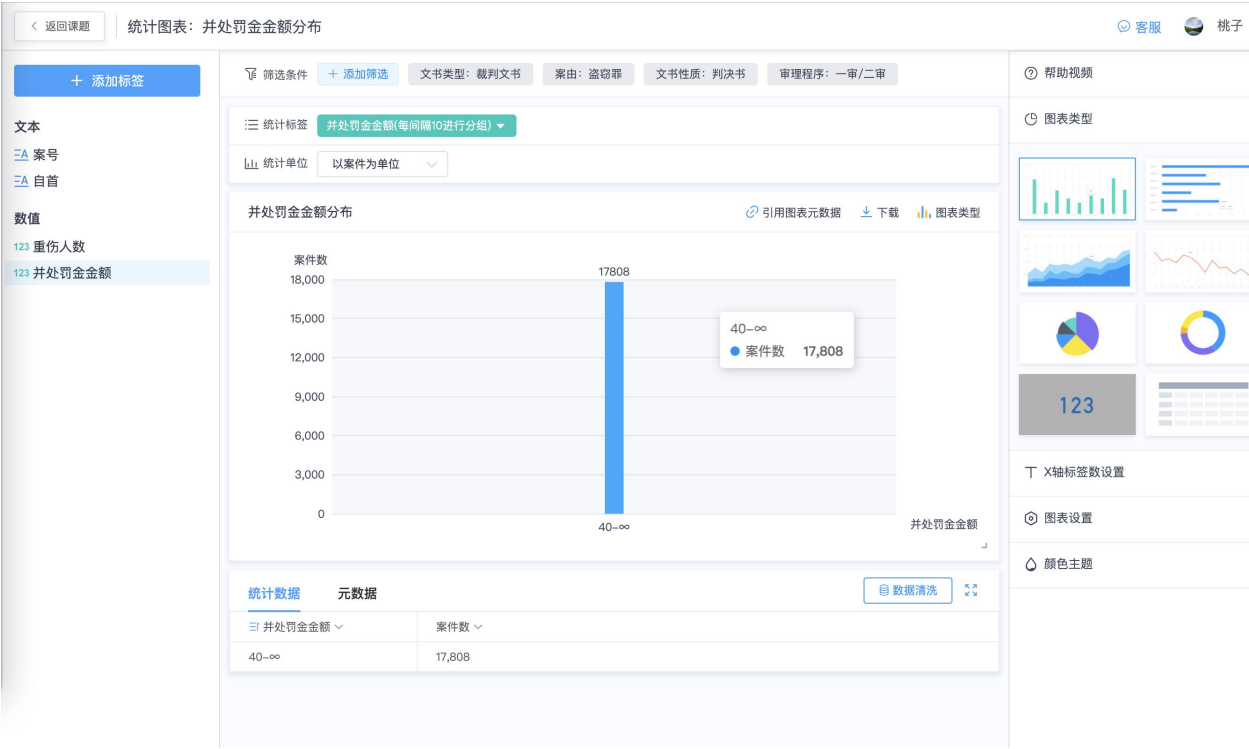 返回课题
统计图表：并处罚金金额分布
客服
桃子
+ 添加标签
文本
案号
自首
数值
123 重伤人数
123 并处罚金金额
筛选条件 + 添加筛选 文书类型：裁判文书 案由：盗窃罪 文书性质：判决书 审理程序：一审/二审
统计标签 并处罚金金额(每间隔10进行分组)
统计单位 以案件为单位
并处罚金金额分布 引用图表元数据 下载 图表类型
案件数
18,000
15,000
12,000
9,000
6,000
3,000
0
17808
40-∞
案件数 17,808
40-∞
并处罚金金额
统计数据 元数据 数据清洗
并处罚金金额 案件数
40-∞ 17,808
帮助视频
图表类型
123
X轴标签数设置
图表设置
颜色主题